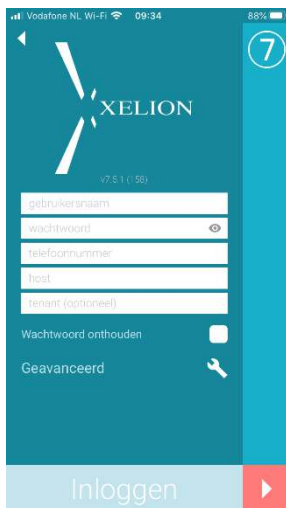 Vodafone NL Wi-Fi 09:34 88%
7
XELION
v7.5.1 (158)
gebruikersnaam
wachtwoord
telefoonnummer
host
tenant (optioneel)
Wachtwoord onthouden
Geavanceerd
Inloggen